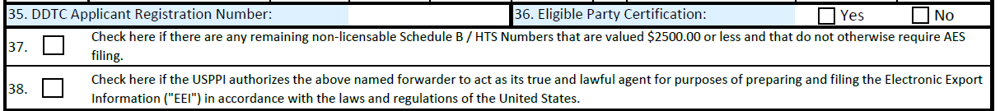 35. DDTC Applicant Registration Number: 36. Eligible Party Certification: Yes No
37. Check here if there are any remaining non-licensable Schedule B / HTS Numbers that are valued $2500.00 or less and that do not otherwise require AES
filing.
38. Check here if the USPPI authorizes the above named forwarder to act as its true and lawful agent for purposes of preparing and filing the Electronic Export
Information ("EEI") in accordance with the laws and regulations of the United States.